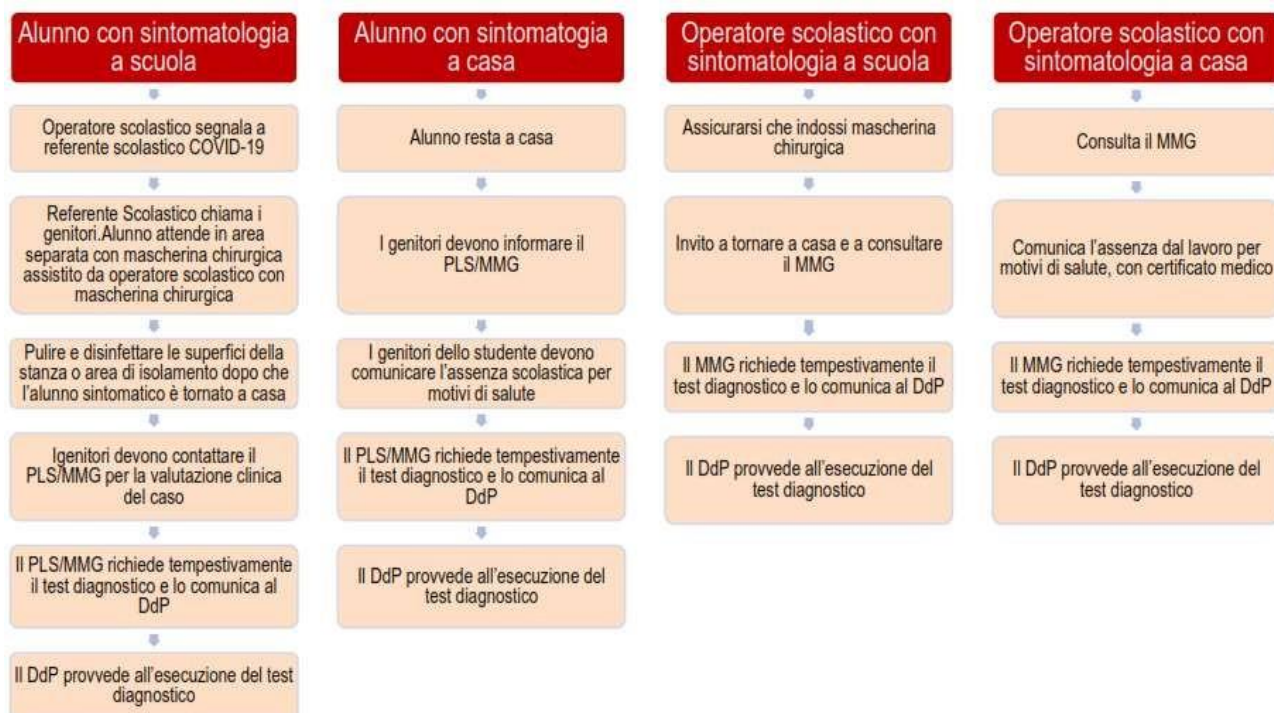 Alunno con sintomatologia
a scuola
Operatore scolastico segnala a
referente scolastico COVID-19
Referente Scolastico chiama i
genitori.Alunno attende in area
separata con mascherina chirurgica
assistito da operatore scolastico con
mascherina chirurgica
Pulire e disinfettare le superfici della
stanza o area di isolamento dopo che
l'alunno sintomatico è tornato a casa
Igenitori devono contattare il
PLS/MMG per la valutazione clinica
del caso
Il PLS/MMG richiede tempestivamente
il test diagnostico e lo comunica al
DdP
Il DdP provvede all'esecuzione del test
diagnostico
Alunno con sintomatogia
a casa
Alunno resta a casa
I genitori devono informare il
PLS/MMG
I genitori dello studente devono
comunicare l'assenza scolastica per
motivi di salute
Il PLS/MMG richiede tempestivamente
il test diagnostico e lo comunica al
DdP
Il DdP provvede all'esecuzione del
test diagnostico
Operatore scolastico con
sintomatologia a scuola
Assicurarsi che indossi mascherina
chirurgica
Invito a tornare a casa e a consultare
il MMG
Il MMG richiede tempestivamente il
test diagnostico e lo comunica al DdP
Il DdP provvede all'esecuzione del
test diagnostico
Operatore scolastico con
sintomatologia a casa
Consulta il MMG
Comunica l'assenza dal lavoro per
motivi di salute, con certificato medico
Il MMG richiede tempestivamente il
test diagnostico e lo comunica al DdP
Il DdP provvede all'esecuzione del
test diagnostico